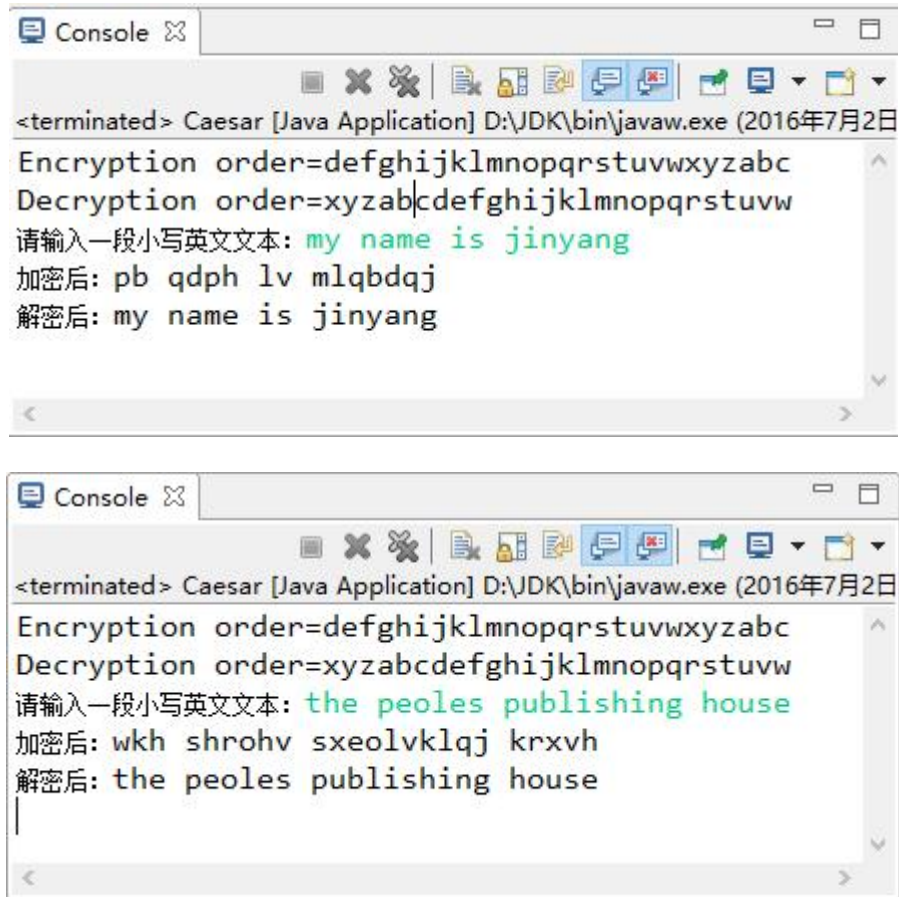 Console
<terminated> Caesar [Java Application] D:\JDK\bin\javaw.exe (2016年7月2日
Encryption order=defghijklmnopqrstuvwxyzabc
Decryption order=xyzabcdefghijklmnopqrstuvw
请输入一段小写英文文本: my name is jinyang
加密后: pb qdph lv mlqbdqj
解密后: my name is jinyang
Console
<terminated> Caesar [Java Application] D:\JDK\bin\javaw.exe (2016年7月2日
Encryption order=defghijklmnopqrstuvwxyzabc
Decryption order=xyzabcdefghijklmnopqrstuvw
请输入一段小写英文文本: the peoles publishing house
加密后: wkh shrohv sxeolvklqj krxvh
解密后: the peoles publishing house